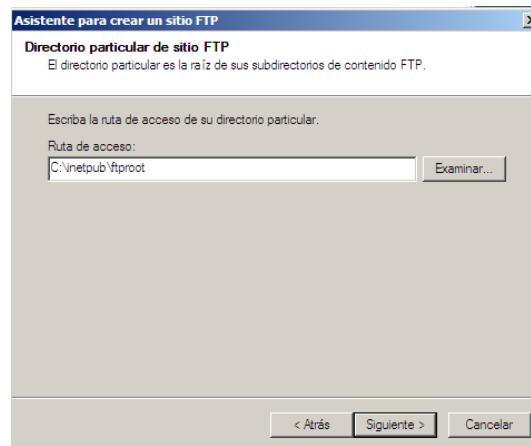 Asistente para crear un sitio FTP
Directorio particular de sitio FTP
El directorio particular es la raíz de sus subdirectorios de contenido FTP.
Escriba la ruta de acceso de su directorio particular.
Ruta de acceso:
C:\inetpub\ftproot
Examinar...
< Atrás
Siguiente >
Cancelar